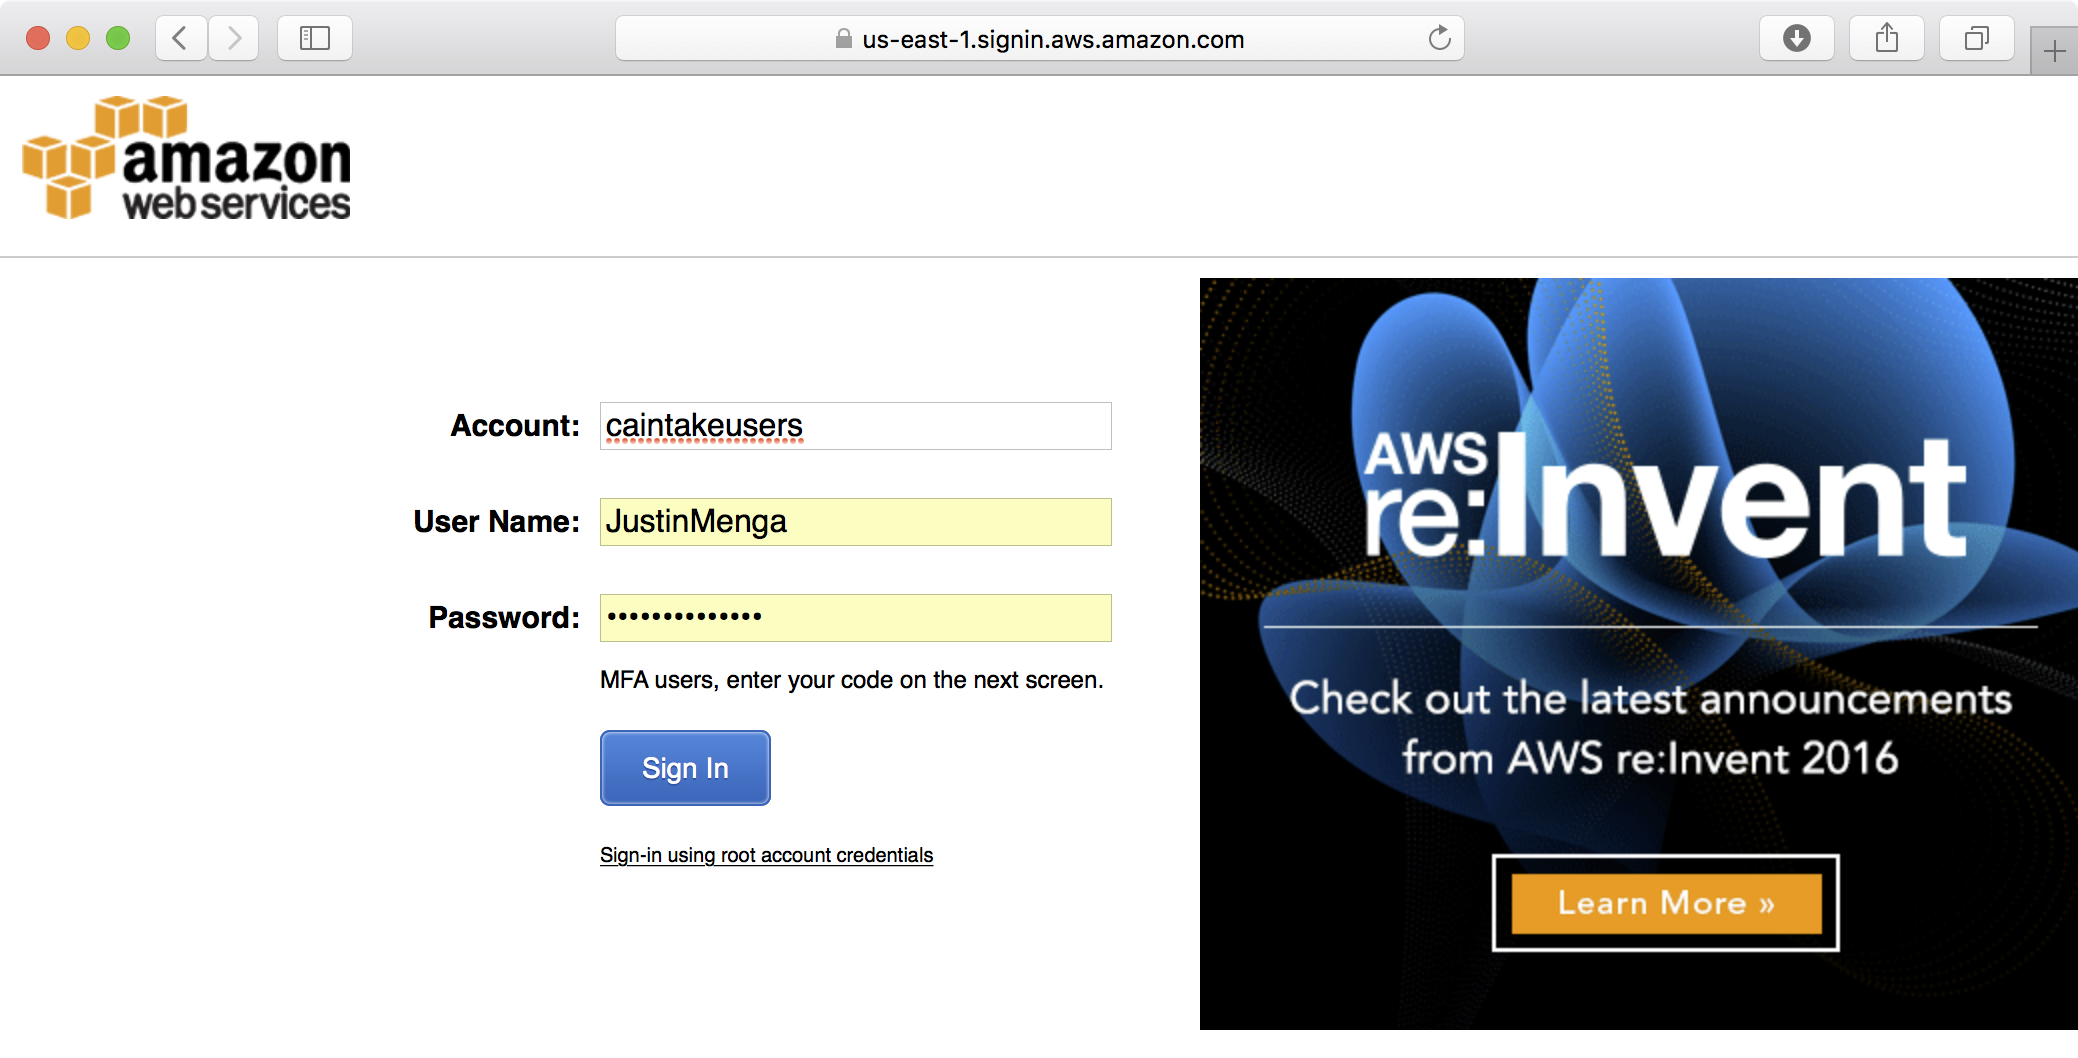 us-east-1.signin.aws.amazon.com
amazon
webservices
Account: caintakeusers
User Name: JustinMenga
Password: ••••••••••••••
MFA users, enter your code on the next screen.
Sign In
Sign-in using root account credentials
AWS
re:Invent
Check out the latest announcements
from AWS re:Invent 2016
Learn More »